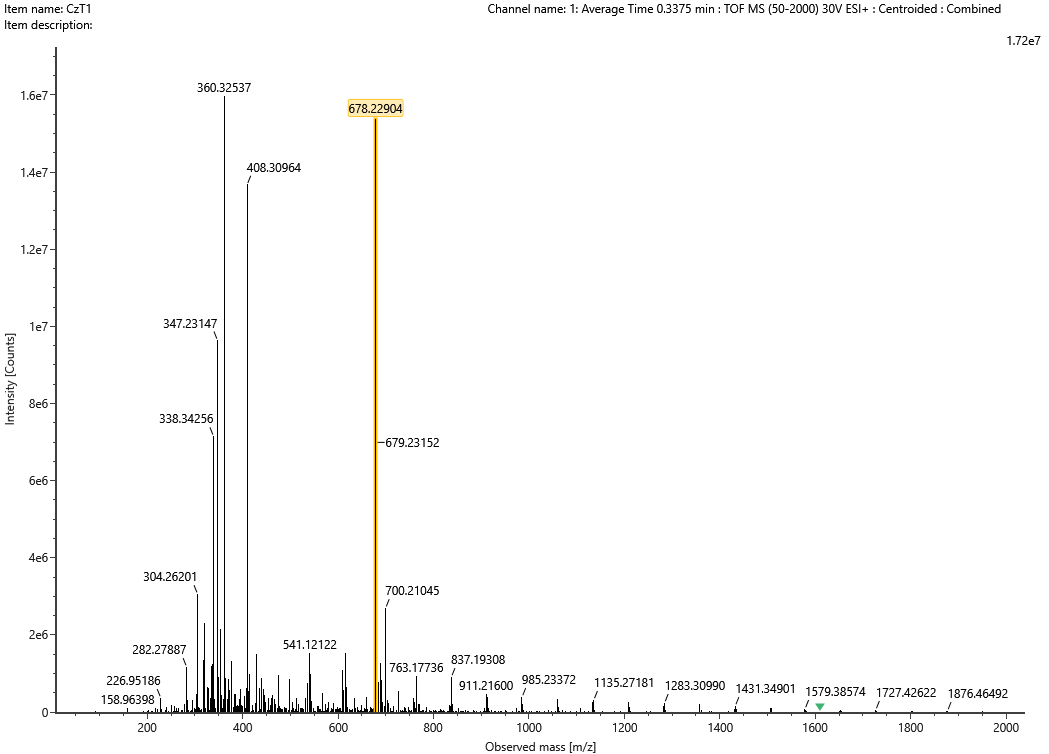 Item name: CzT1
Channel name: 1: Average Time 0.3375 min : TOF MS (50-2000) 30V ESI+ : Centroided : Combined
Item description:
1.72e7
1.6e7
1.4e7
1.2e7
1e7
8e6
6e6
4e6
2e6
0
Intensity [Counts]
360.32537
678.22904
408.30964
347.23147
338.34256
679.23152
304.26201
700.21045
541.12122
282.27887
763.17736
837.19308
226.95186
158.96398
911.21600
985.23372
1135.27181
1283.30990
1431.34901
1579.38574
1727.42622
1876.46492
200
400
600
800
1000
1200
1400
1600
1800
2000
Observed mass [m/z]